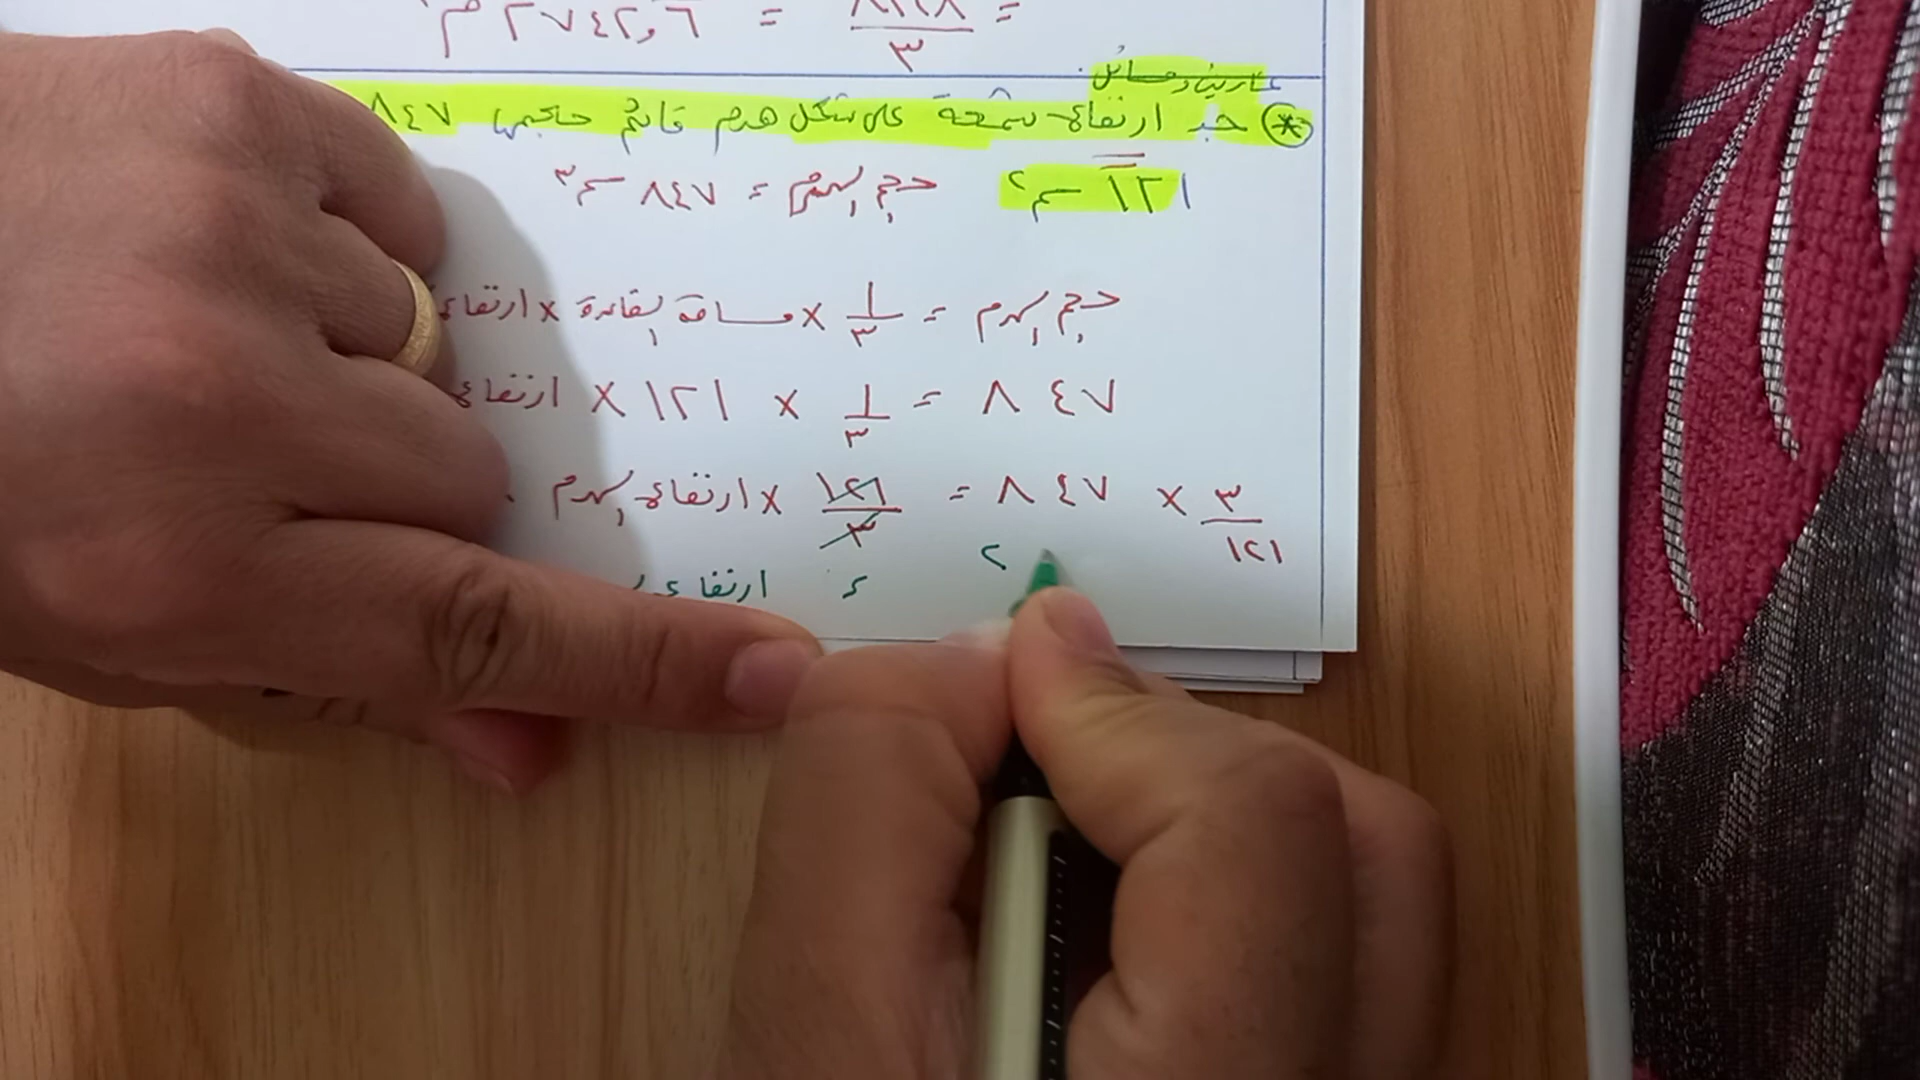 = ٨٢٢٨/٣ = ٢٧٤٢,٦ م
تمارين ومسائل
* جد ارتفاع شمعة على شكل هرم قائم حجمها ٨٤٧
١٢١ سم٢ حجم الهرم = ٨٤٧ سم٣
حجم الهرم = ١/٣ × مساحة القاعدة × ارتفاع
٨٤٧ = ١/٣ × ١٢١ × ارتفاع
٣/١٢١ × ٨٤٧ = ١٢١/٣ × ارتفاع الهرم
ارتفاع